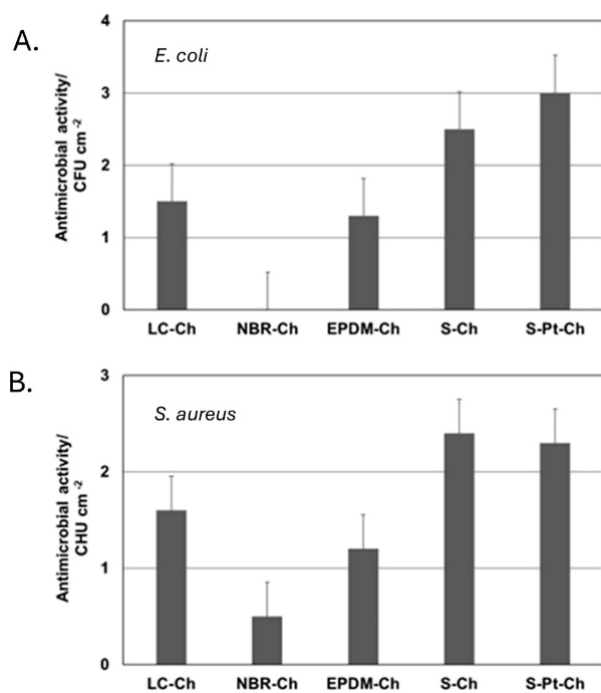 A.
E. coli
Antimicrobial activity/
CFU cm⁻²
4
3
2
1
0
LC-Ch NBR-Ch EPDM-Ch S-Ch S-Pt-Ch
B.
S. aureus
Antimicrobial activity/
CHU cm⁻²
3
2
1
0
LC-Ch NBR-Ch EPDM-Ch S-Ch S-Pt-Ch